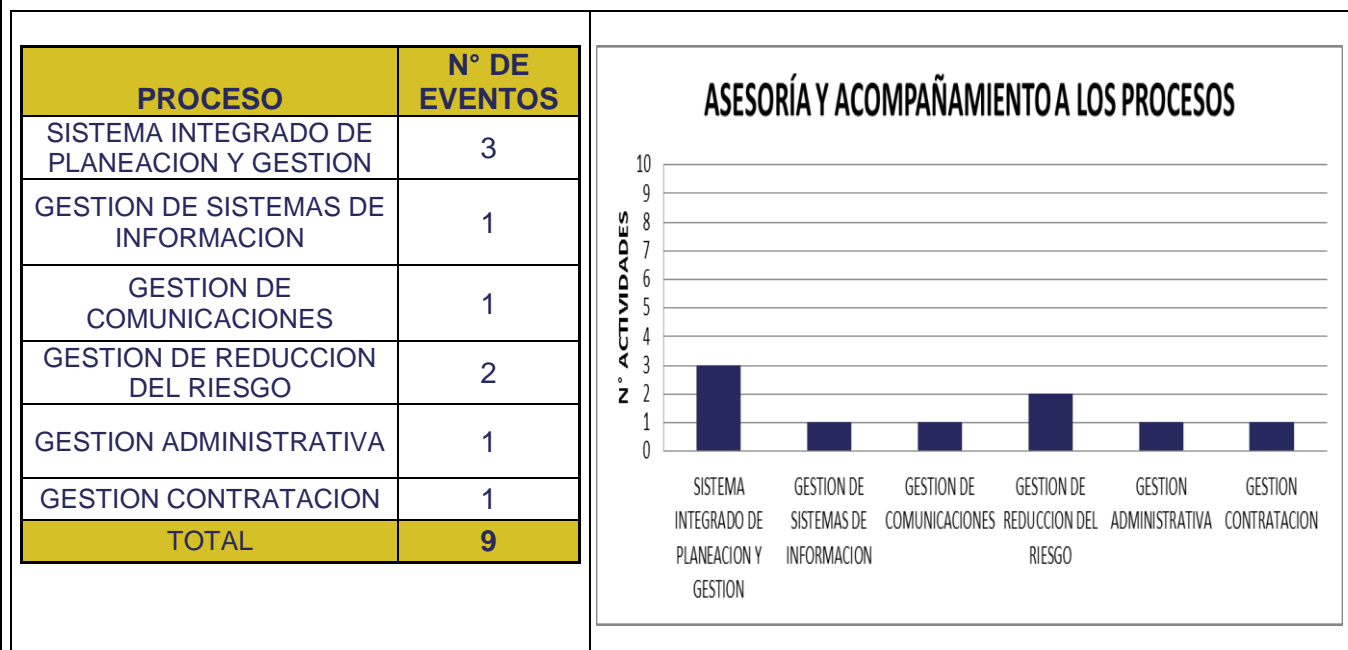 PROCESO
N° DE
EVENTOS
SISTEMA INTEGRADO DE
PLANEACION Y GESTION
3
GESTION DE SISTEMAS DE
INFORMACION
1
GESTION DE
COMUNICACIONES
1
GESTION DE REDUCCION
DEL RIESGO
2
GESTION ADMINISTRATIVA
1
GESTION CONTRATACION
1
TOTAL
9
ASESORÍA Y ACOMPAÑAMIENTO A LOS PROCESOS
N° ACTIVIDADES
10
9
8
7
6
5
4
3
2
1
0
SISTEMA
INTEGRADO DE
PLANEACION Y
GESTION
GESTION DE
SISTEMAS DE
INFORMACION
GESTION DE
COMUNICACIONES
GESTION DE
REDUCCION DEL
RIESGO
GESTION
ADMINISTRATIVA
GESTION
CONTRATACION